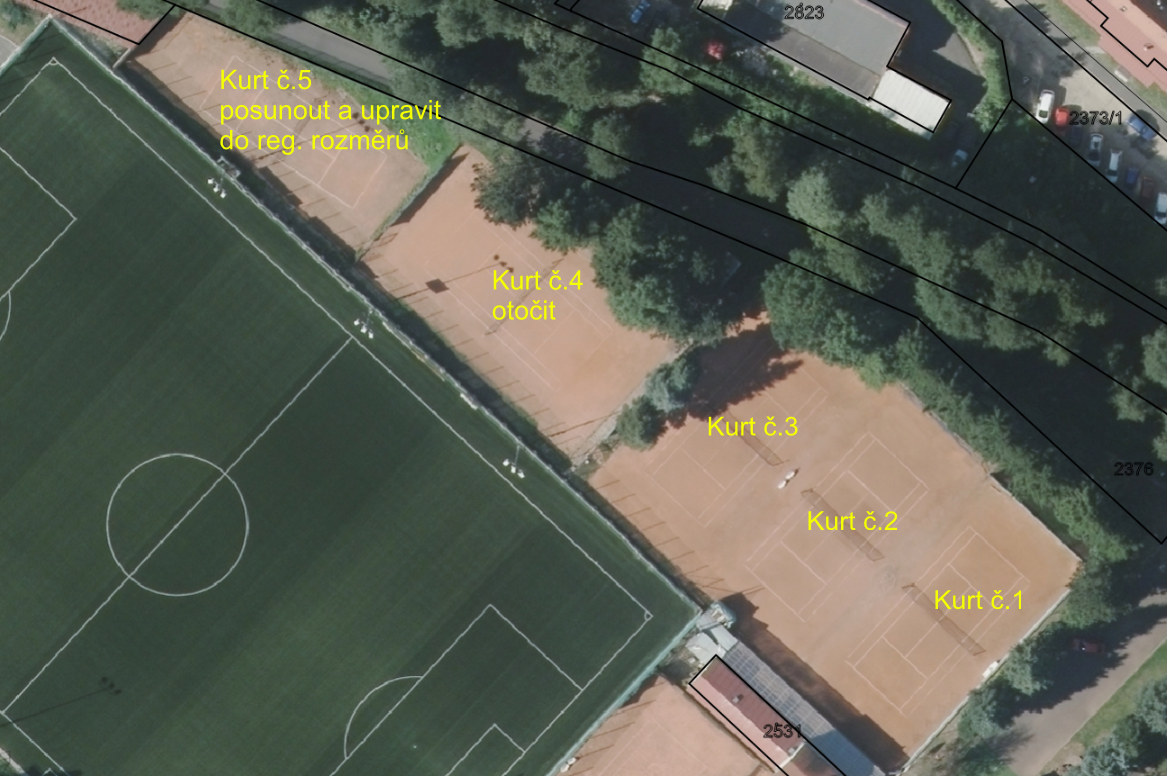 2823
Kurt č.5
posunout a upravit
do reg. rozměrů
2373/1
Kurt č.4
otočit
Kurt č.3
2376
Kurt č.2
Kurt č.1
2531